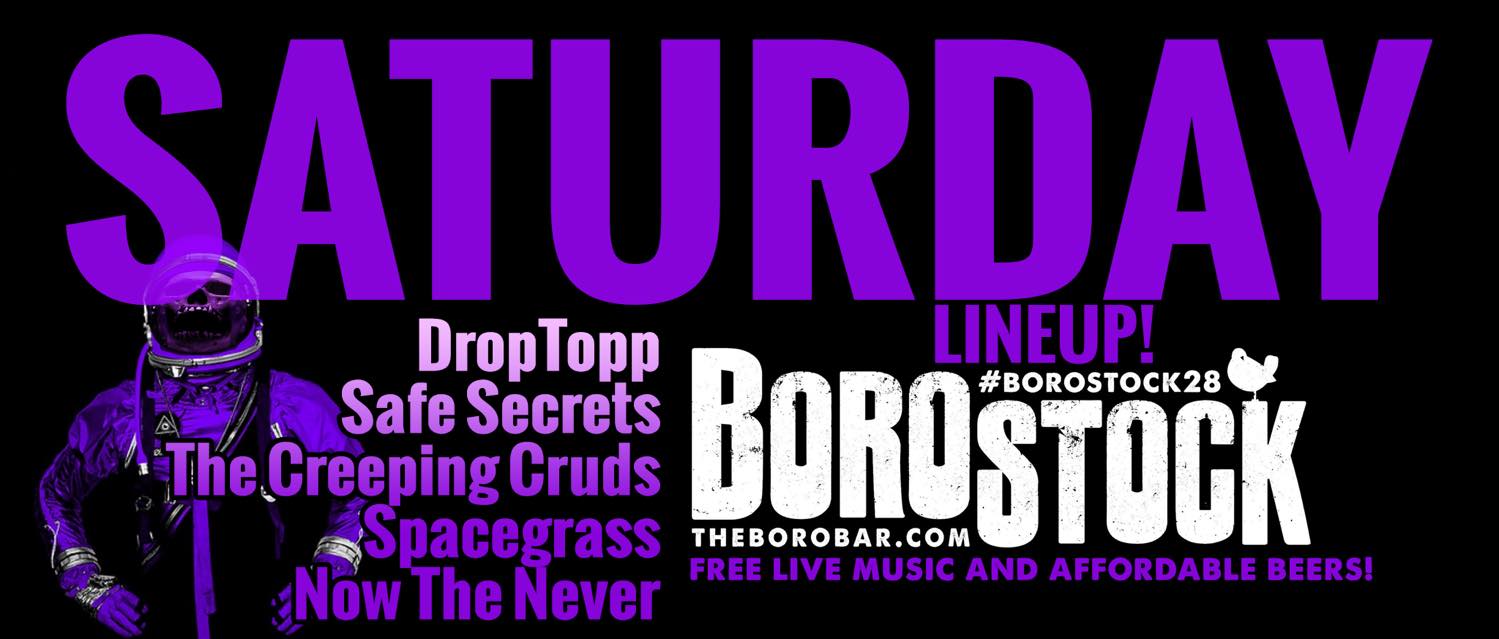 SATURDAY
LINEUP!
DropTopp
Safe Secrets
The Creeping Cruds
Spacegrass
Now The Never
#BOROSTOCK28
BOROSTOCK
THEBOROBAR.COM
FREE LIVE MUSIC AND AFFORDABLE BEERS!